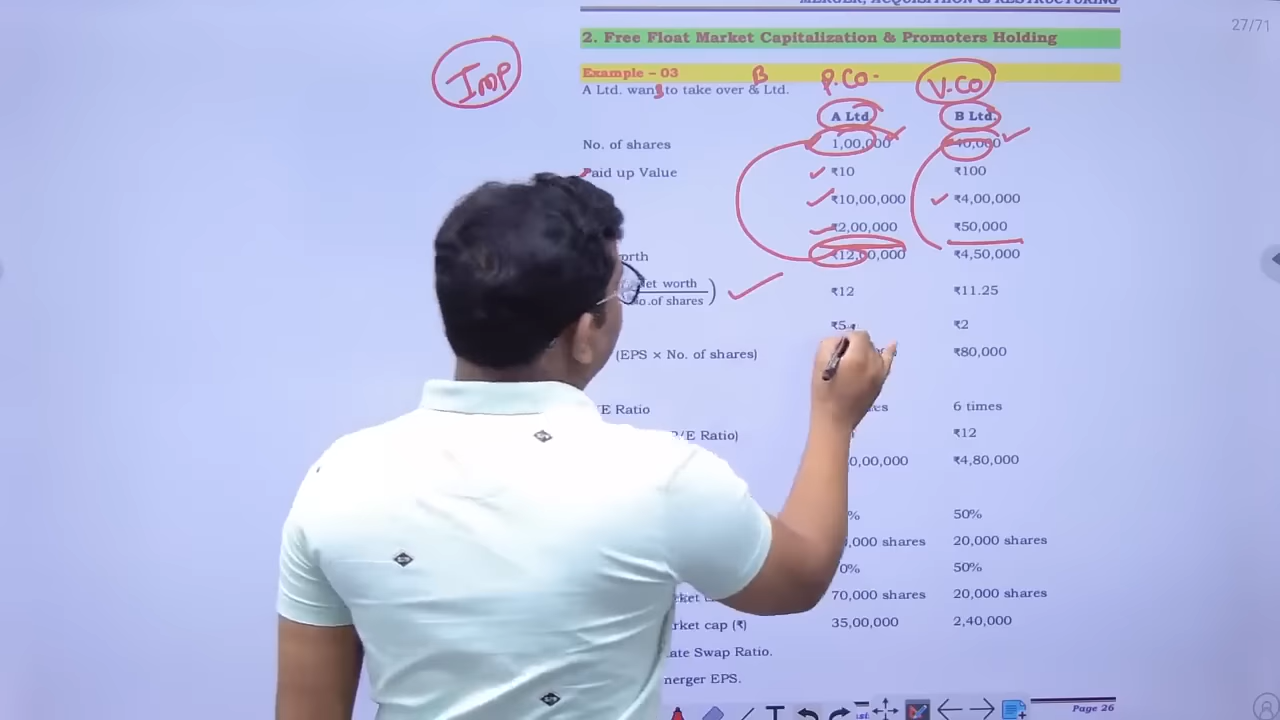 MERGER, ACQUISITION & RESTRUCTURING
27/71
2. Free Float Market Capitalization & Promoters Holding
Imp
Example – 03 B P.Co. V.Co
A Ltd. wants to take over & Ltd.
A Ltd B Ltd.
No. of shares 1,00,000 40,000
Paid up Value ₹10 ₹100
₹10,00,000 ₹4,00,000
₹2,00,000 ₹50,000
orth ₹12,00,000 ₹4,50,000
Net worth
No.of shares ) ₹12 ₹11.25
₹5 ₹2
(EPS × No. of shares) ₹80,000
/E Ratio es 6 times
P/E Ratio) ₹12
0,00,000 ₹4,80,000
% 50%
,000 shares 20,000 shares
0% 50%
rket 70,000 shares 20,000 shares
rket cap (₹) 35,00,000 2,40,000
ate Swap Ratio.
merger EPS.
Page 26